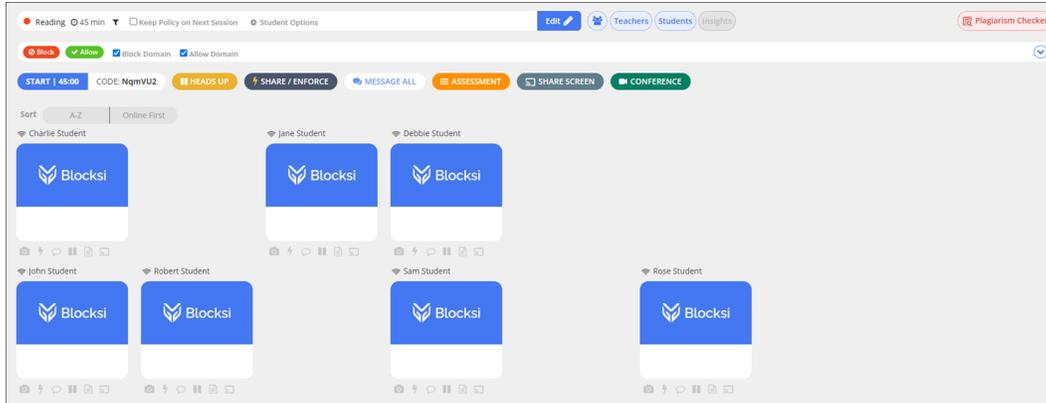 Reading 45 min Keep Policy on Next Session Student Options Edit Teachers Students Insights Plagiarism Checker
Block Allow Block Domain Allow Domain
START | 45:00 CODE: NqmVU2 HEADS UP SHARE / ENFORCE MESSAGE ALL ASSESSMENT SHARE SCREEN CONFERENCE
Sort A-Z Online First
Charlie Student Jane Student Debbie Student
Blocksi Blocksi Blocksi
John Student Robert Student Sam Student Rose Student
Blocksi Blocksi Blocksi Blocksi